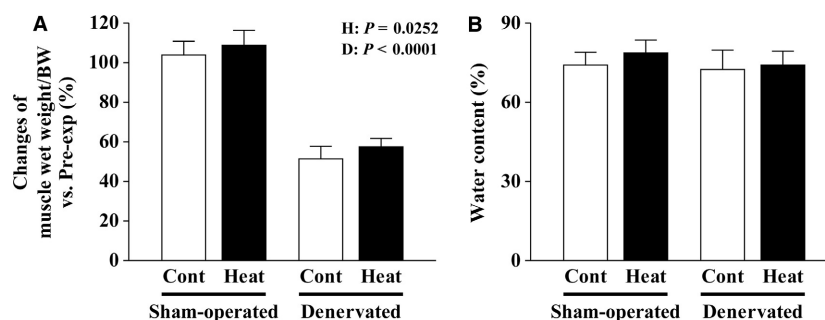 A
Changes of
muscle wet weight/BW
vs. Pre-exp (%)
120
100
80
60
40
20
0
H: P = 0.0252
D: P < 0.0001
Cont Heat Cont Heat
Sham-operated Denervated
B
Water content (%)
90
60
30
0
Cont Heat Cont Heat
Sham-operated Denervated